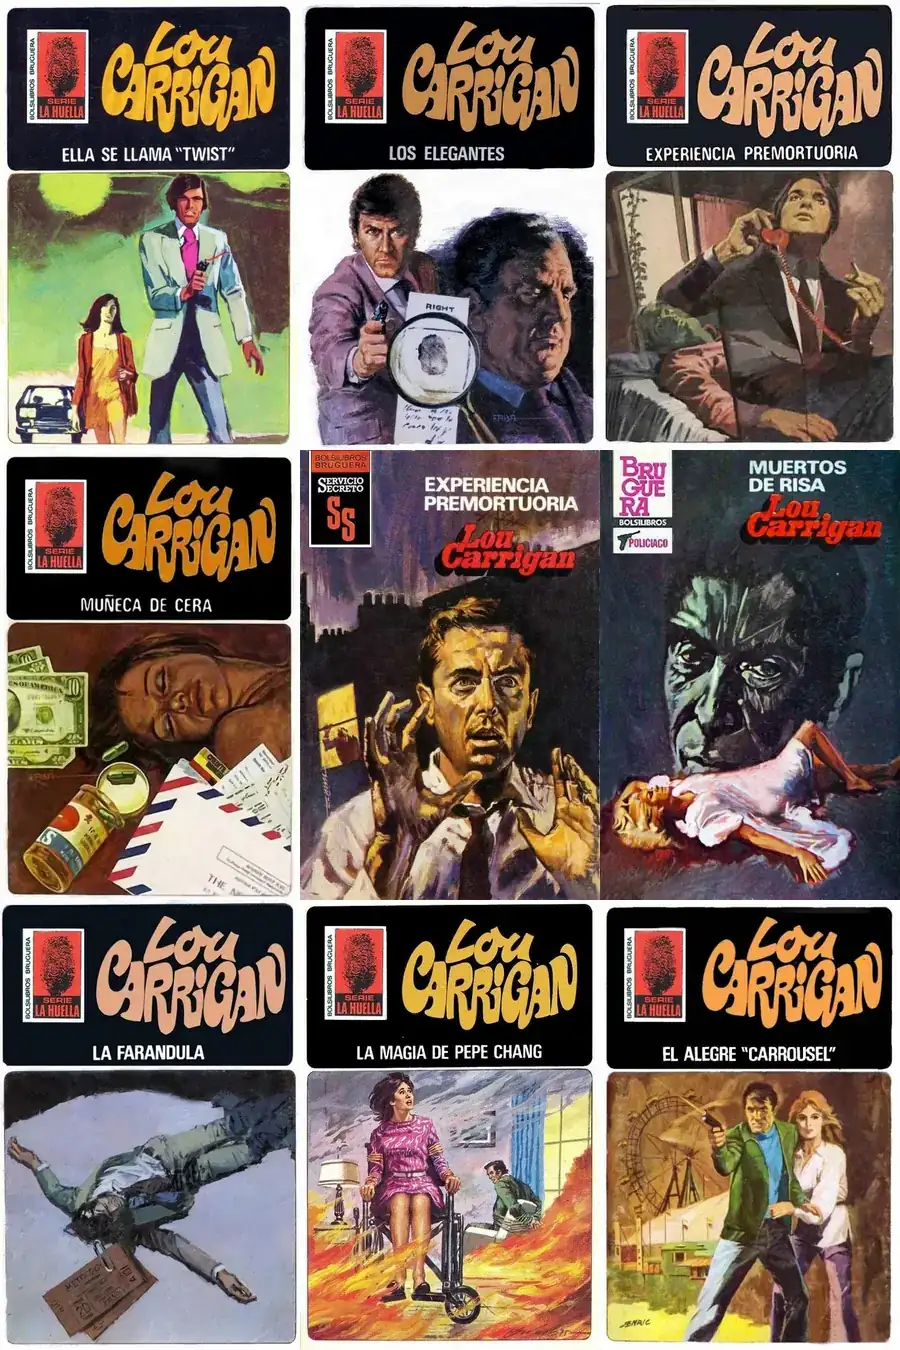 BOLSILIBROS BRUGUERA
SERIE
LA HUELLA
LOU
CARRIGAN
ELLA SE LLAMA "TWIST"
BOLSILIBROS BRUGUERA
SERIE
LA HUELLA
LOU
CARRIGAN
LOS ELEGANTES
RIGHT
BOLSILIBROS BRUGUERA
SERIE
LA HUELLA
LOU
CARRIGAN
EXPERIENCIA PREMORTUORIA
BOLSILIBROS BRUGUERA
SERIE
LA HUELLA
LOU
CARRIGAN
MUÑECA DE CERA
10
THE
BOLSILIBROS
BRUGUERA
SERVICIO
SECRETO
SS
EXPERIENCIA
PREMORTUORIA
Lou
Carrigan
BRU
GUE
RA
BOLSILIBROS
POLICIACO
MUERTOS
DE RISA
Lou
Carrigan
BOLSILIBROS BRUGUERA
SERIE
LA HUELLA
LOU
CARRIGAN
LA FARANDULA
BOLSILIBROS BRUGUERA
SERIE
LA HUELLA
LOU
CARRIGAN
LA MAGIA DE PEPE CHANG
BOLSILIBROS BRUGUERA
SERIE
LA HUELLA
LOU
CARRIGAN
EL ALEGRE "CARROUSEL"